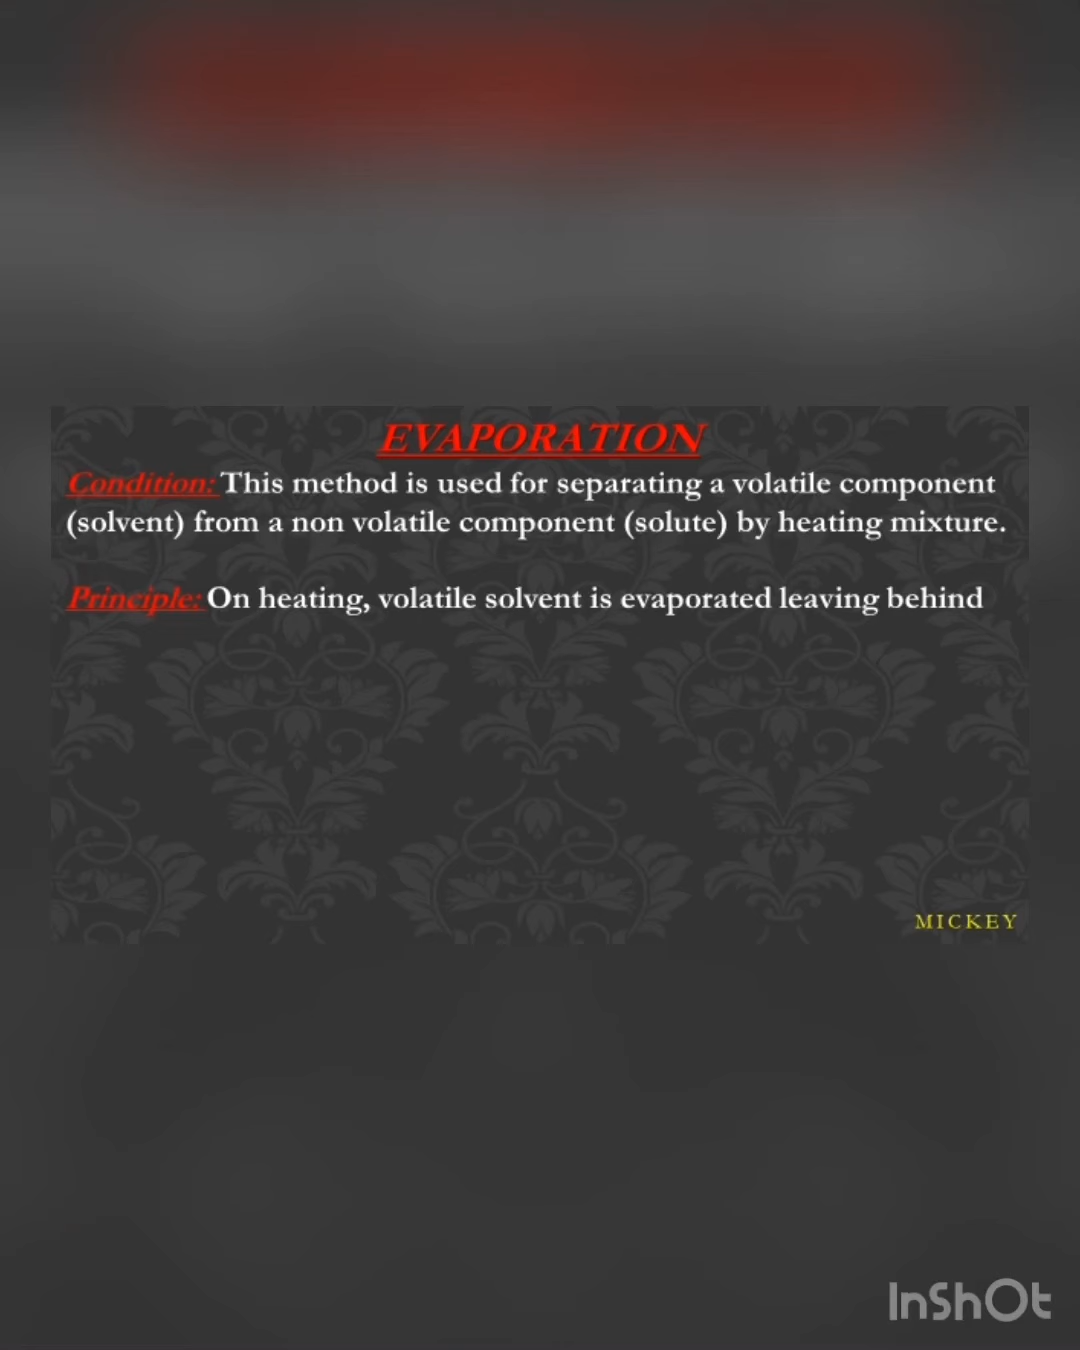 EVAPORATION
Condition: This method is used for separating a volatile component
(solvent) from a non volatile component (solute) by heating mixture.
Principle: On heating, volatile solvent is evaporated leaving behind
MICKEY
InShOt